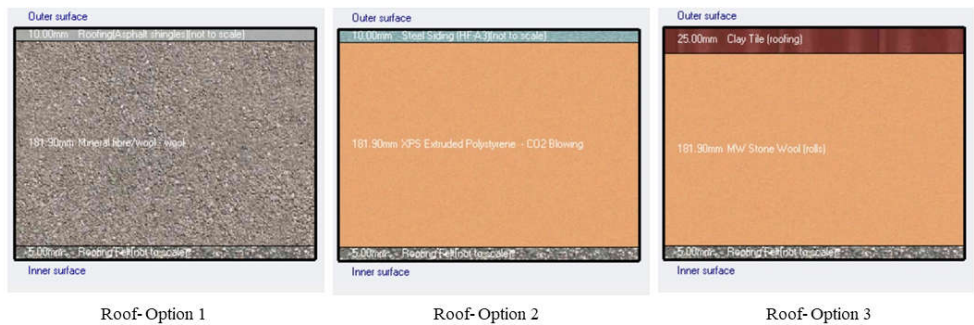 Outer surface
10.00mm Roofing(Asphalt shingles)(not to scale)
181.90mm Mineral fibre/wool - wool
5.00mm Roofing Felt(not to scale)
Inner surface
Roof- Option 1
Outer surface
10.00mm Steel Siding (HF-A3)(not to scale)
181.90mm XPS Extruded Polystyrene - CO2 Blowing
5.00mm Roofing Felt(not to scale)
Inner surface
Roof- Option 2
Outer surface
25.00mm Clay Tile (roofing)
181.90mm MW Stone Wool (rolls)
5.00mm Roofing Felt(not to scale)
Inner surface
Roof- Option 3